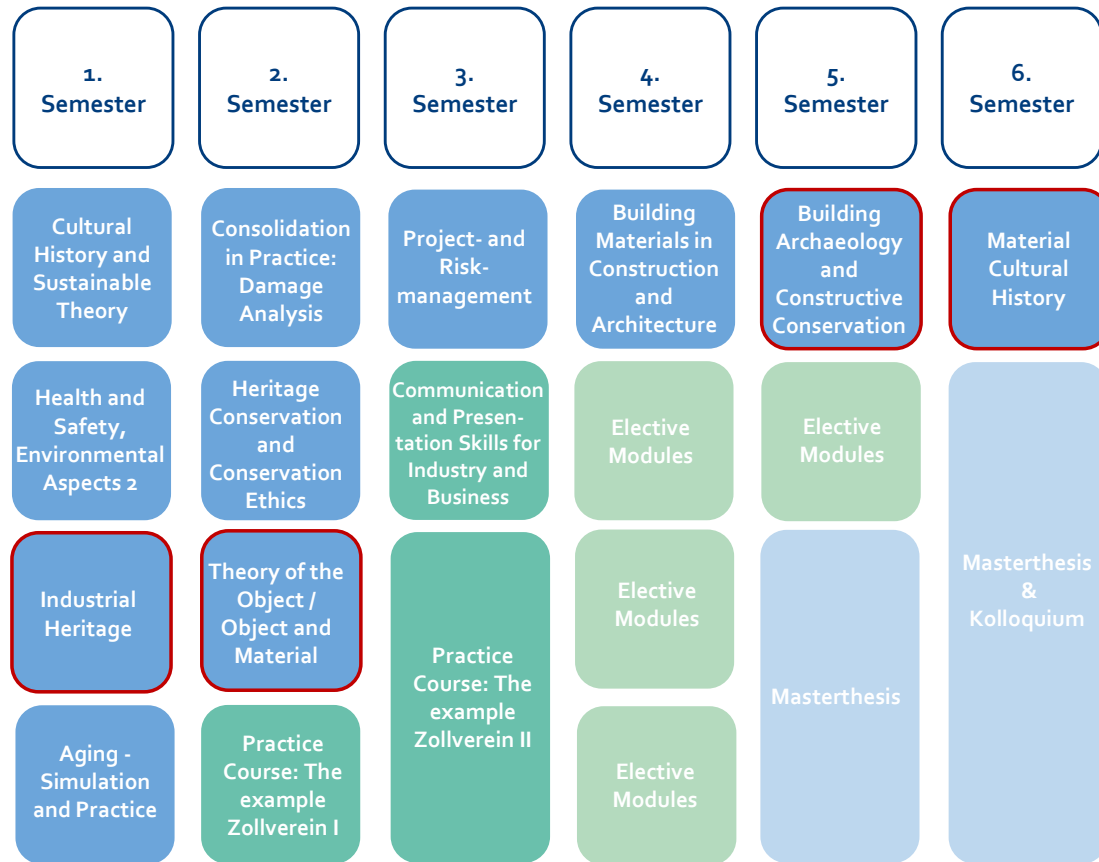 1.
Semester
2.
Semester
3.
Semester
4.
Semester
5.
Semester
6.
Semester
Cultural
History and
Sustainable
Theory
Consolidation
in Practice:
Damage
Analysis
Project- and
Risk-
management
Building
Materials in
Construction
and
Architecture
Building
Archaeology
and
Constructive
Conservation
Material
Cultural
History
Health and
Safety,
Environmental
Aspects 2
Heritage
Conservation
and
Conservation
Ethics
Communication
and Presen-
tation Skills for
Industry and
Business
Elective
Modules
Elective
Modules
Industrial
Heritage
Theory of the
Object /
Object and
Material
Practice
Course: The
example
Zollverein II
Elective
Modules
Masterthesis
Masterthesis
&
Kolloquium
Aging -
Simulation
and Practice
Practice
Course: The
example
Zollverein I
Elective
Modules